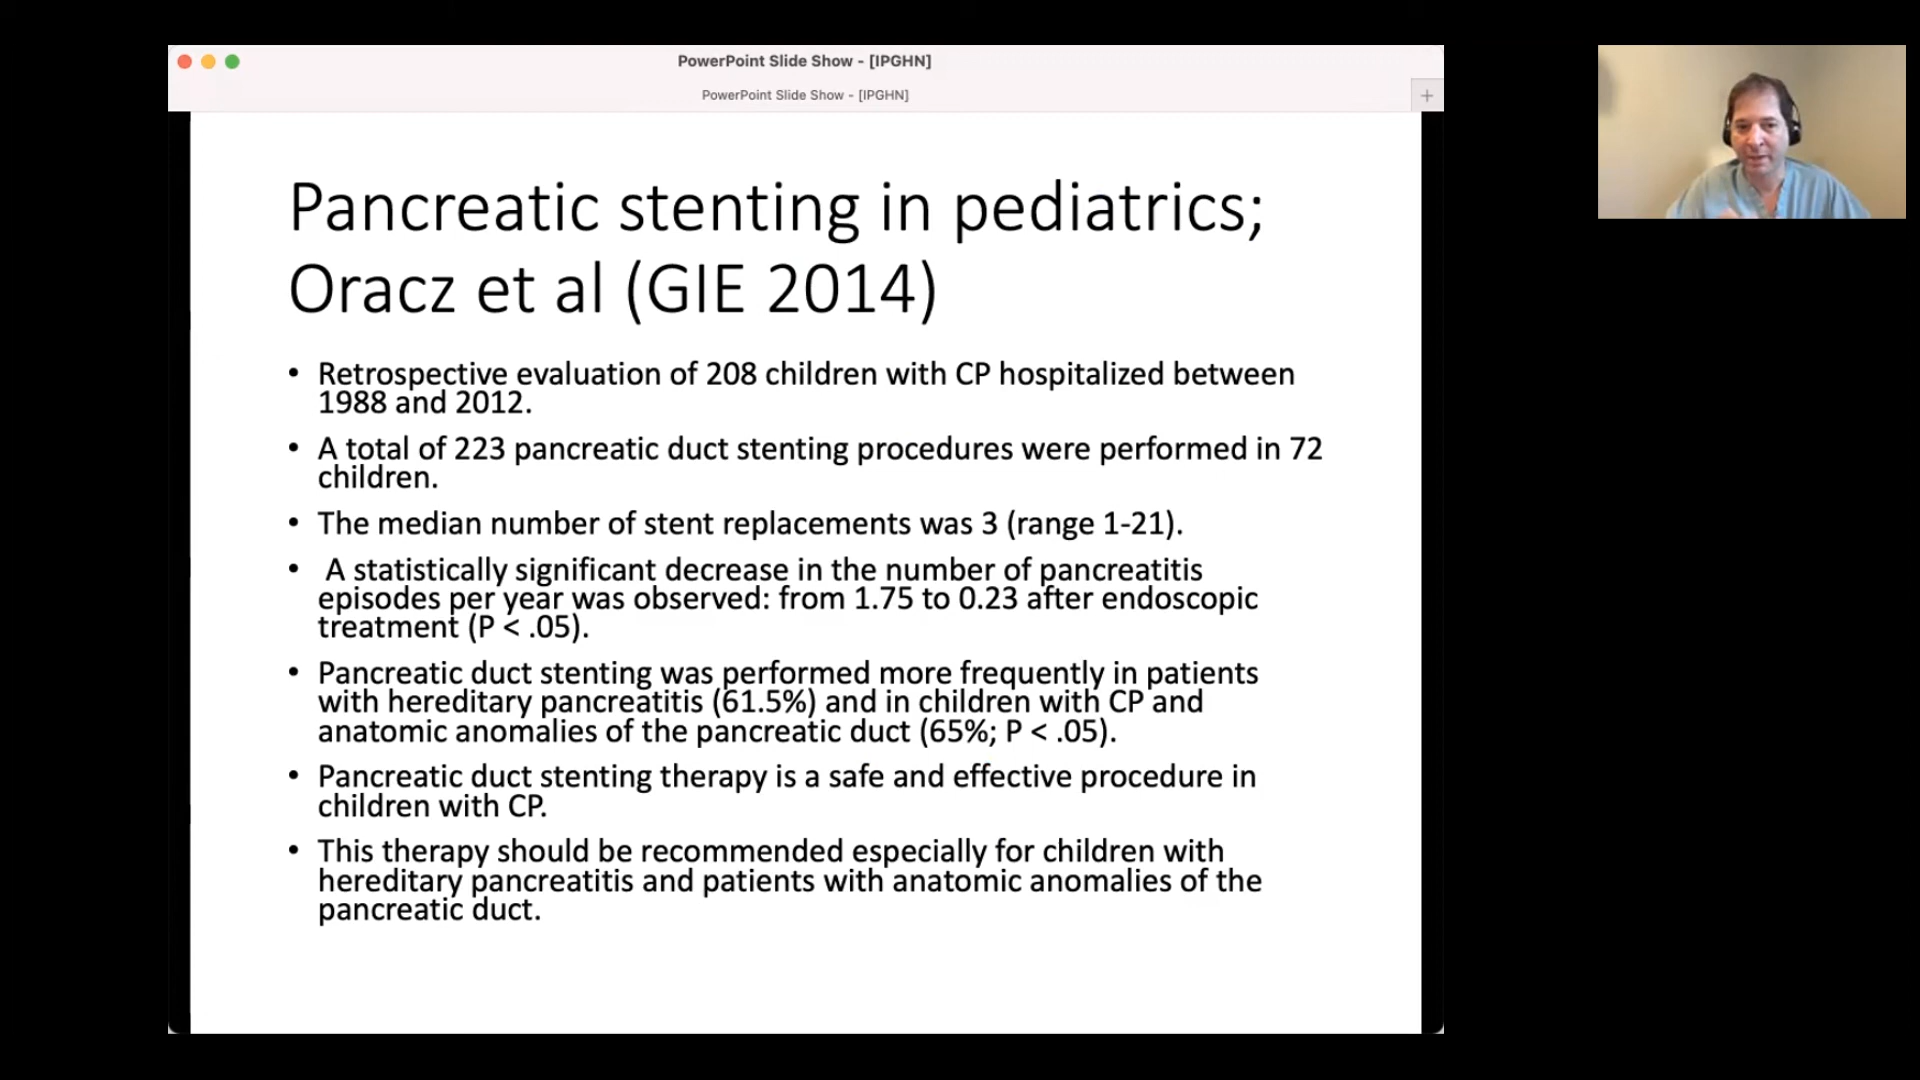 PowerPoint Slide Show - [IPGHN]
PowerPoint Slide Show - [IPGHN]
+
Pancreatic stenting in pediatrics;
Oracz et al (GIE 2014)
• Retrospective evaluation of 208 children with CP hospitalized between
1988 and 2012.
• A total of 223 pancreatic duct stenting procedures were performed in 72
children.
• The median number of stent replacements was 3 (range 1-21).
• A statistically significant decrease in the number of pancreatitis
episodes per year was observed: from 1.75 to 0.23 after endoscopic
treatment (P < .05).
• Pancreatic duct stenting was performed more frequently in patients
with hereditary pancreatitis (61.5%) and in children with CP and
anatomic anomalies of the pancreatic duct (65%; P < .05).
• Pancreatic duct stenting therapy is a safe and effective procedure in
children with CP.
• This therapy should be recommended especially for children with
hereditary pancreatitis and patients with anatomic anomalies of the
pancreatic duct.